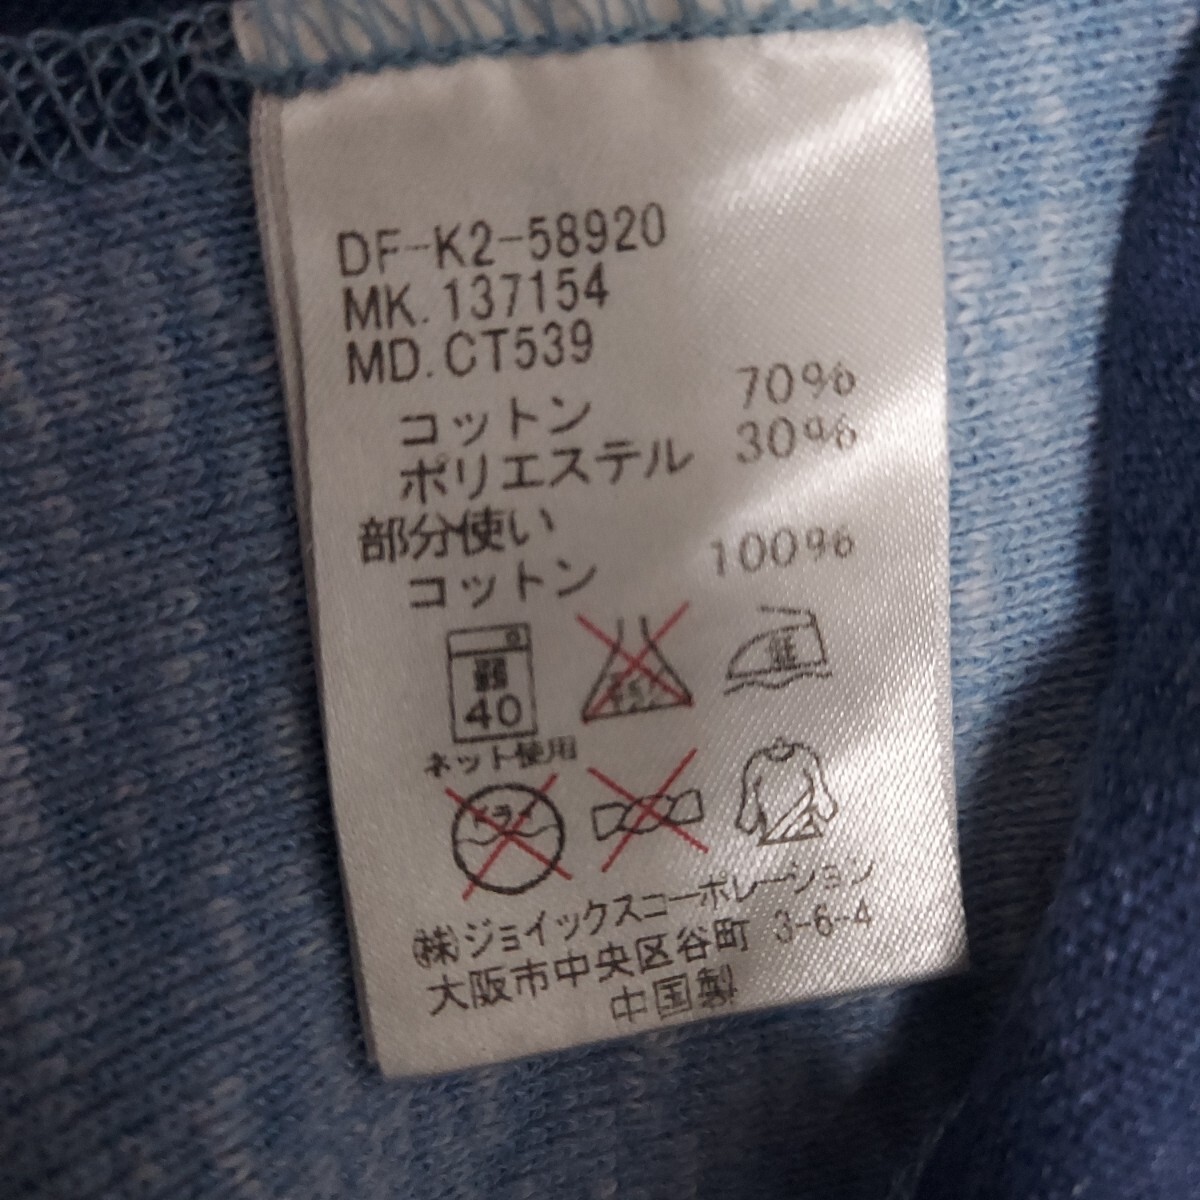 DF-K2-58920
MK. 137154
MD. CT539
コットン 70%
ポリエステル 30%
部分使い
コットン 100%
弱
40
ネット使用
ドライ
(株)ジョイックスコーポレーション
大阪市中央区谷町 3-6-4
中国製